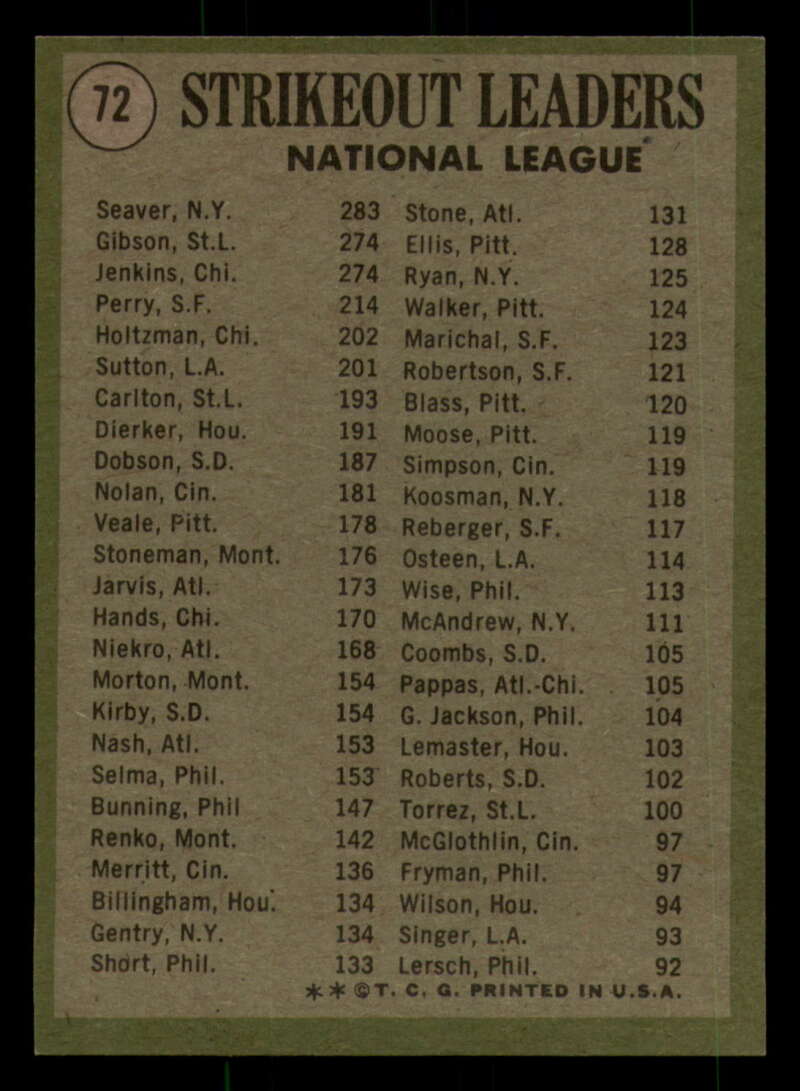 72 STRIKEOUT LEADERS
NATIONAL LEAGUE
Seaver, N.Y. 283
Gibson, St.L. 274
Jenkins, Chi. 274
Perry, S.F. 214
Holtzman, Chi. 202
Sutton, L.A. 201
Carlton, St.L. 193
Dierker, Hou. 191
Dobson, S.D. 187
Nolan, Cin. 181
Veale, Pitt. 178
Stoneman, Mont. 176
Jarvis, Atl. 173
Hands, Chi. 170
Niekro, Atl. 168
Morton, Mont. 154
Kirby, S.D. 154
Nash, Atl. 153
Selma, Phil. 153
Bunning, Phil 147
Renko, Mont. 142
Merritt, Cin. 136
Billingham, Hou. 134
Gentry, N.Y. 134
Short, Phil. 133
Stone, Atl. 131
Ellis, Pitt. 128
Ryan, N.Y. 125
Walker, Pitt. 124
Marichal, S.F. 123
Robertson, S.F. 121
Blass, Pitt. 120
Moose, Pitt. 119
Simpson, Cin. 119
Koosman, N.Y. 118
Reberger, S.F. 117
Osteen, L.A. 114
Wise, Phil. 113
McAndrew, N.Y. 111
Coombs, S.D. 105
Pappas, Atl.-Chi. 105
G. Jackson, Phil. 104
Lemaster, Hou. 103
Roberts, S.D. 102
Torrez, St.L. 100
McGlothlin, Cin. 97
Fryman, Phil. 97
Wilson, Hou. 94
Singer, L.A. 93
Lersch, Phil. 92
** ©T. C. G. PRINTED IN U.S.A.